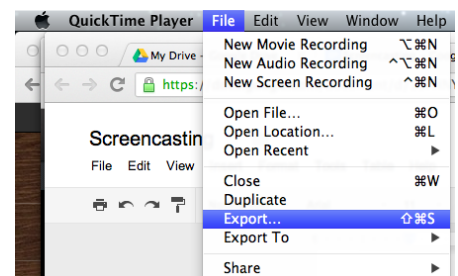 QuickTime Player File Edit View Window Help
My Drive -
https:/
New Movie Recording ⌥⌘N
New Audio Recording ^⌥⌘N
New Screen Recording ^⌘N
Open File... ⌘O
Open Location... ⌘L
Open Recent ▶
Close ⌘W
Duplicate
Export... ⇧⌘S
Export To ▶
Share ▶
Screencastin
File Edit View